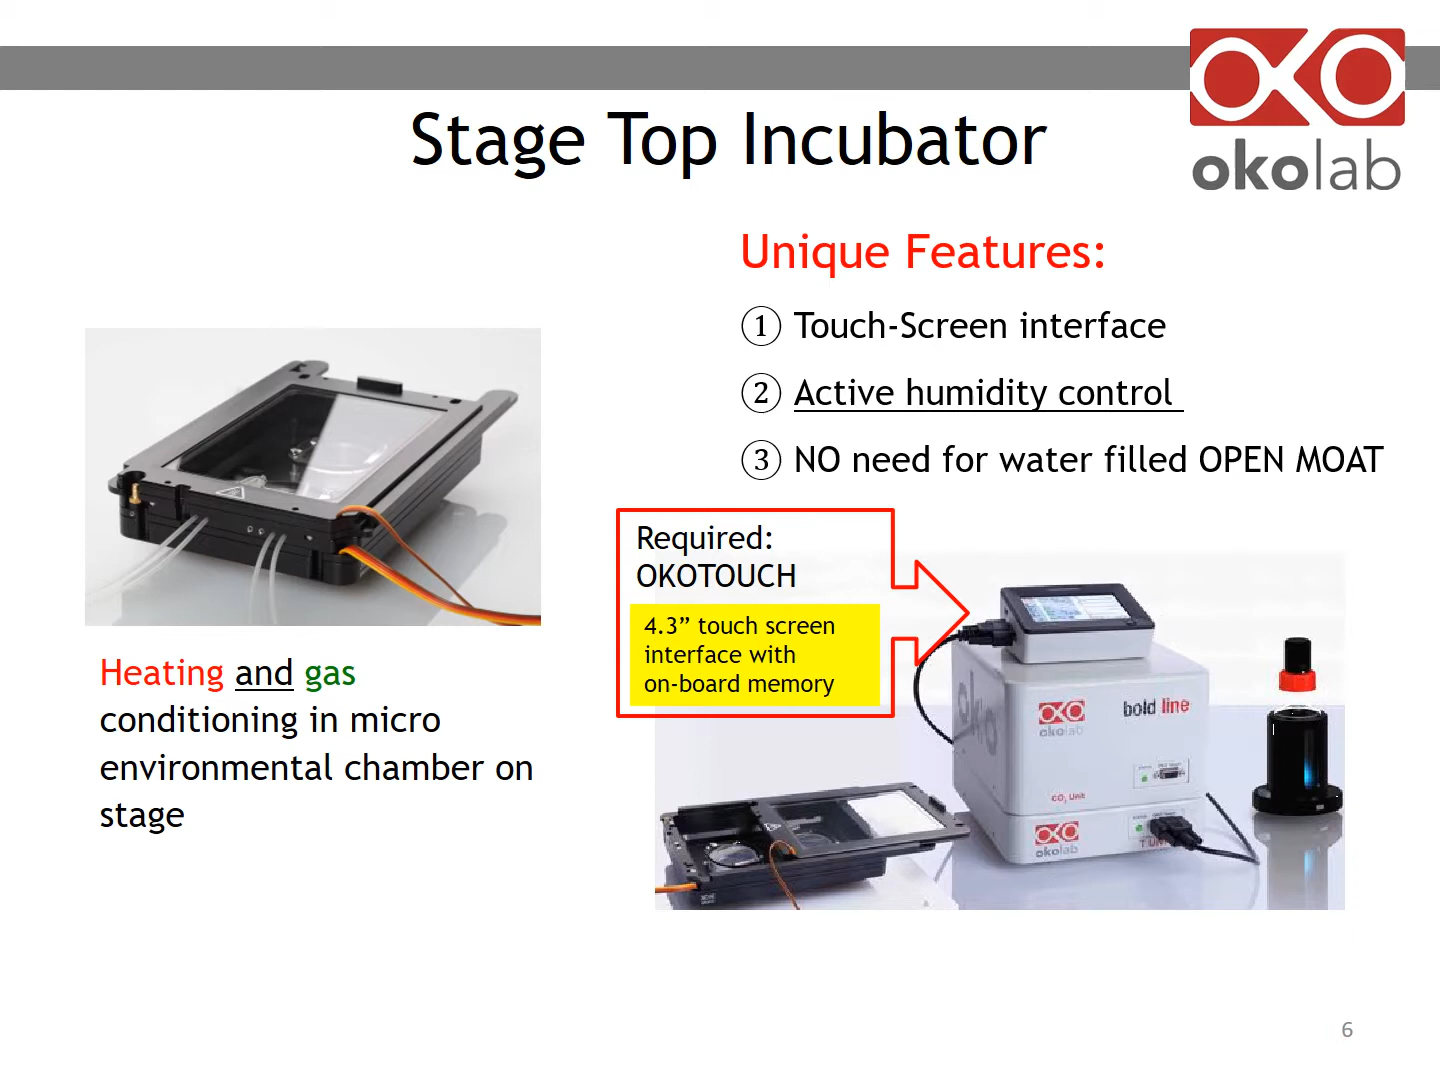 okolab
Stage Top Incubator
Unique Features:
① Touch-Screen interface
② Active humidity control
③ NO need for water filled OPEN MOAT
Required:
OKOTOUCH
4.3” touch screen
interface with
on-board memory
Heating and gas
conditioning in micro
environmental chamber on
stage
oko
okolab
bold line
CO2 Unit
okolab
6